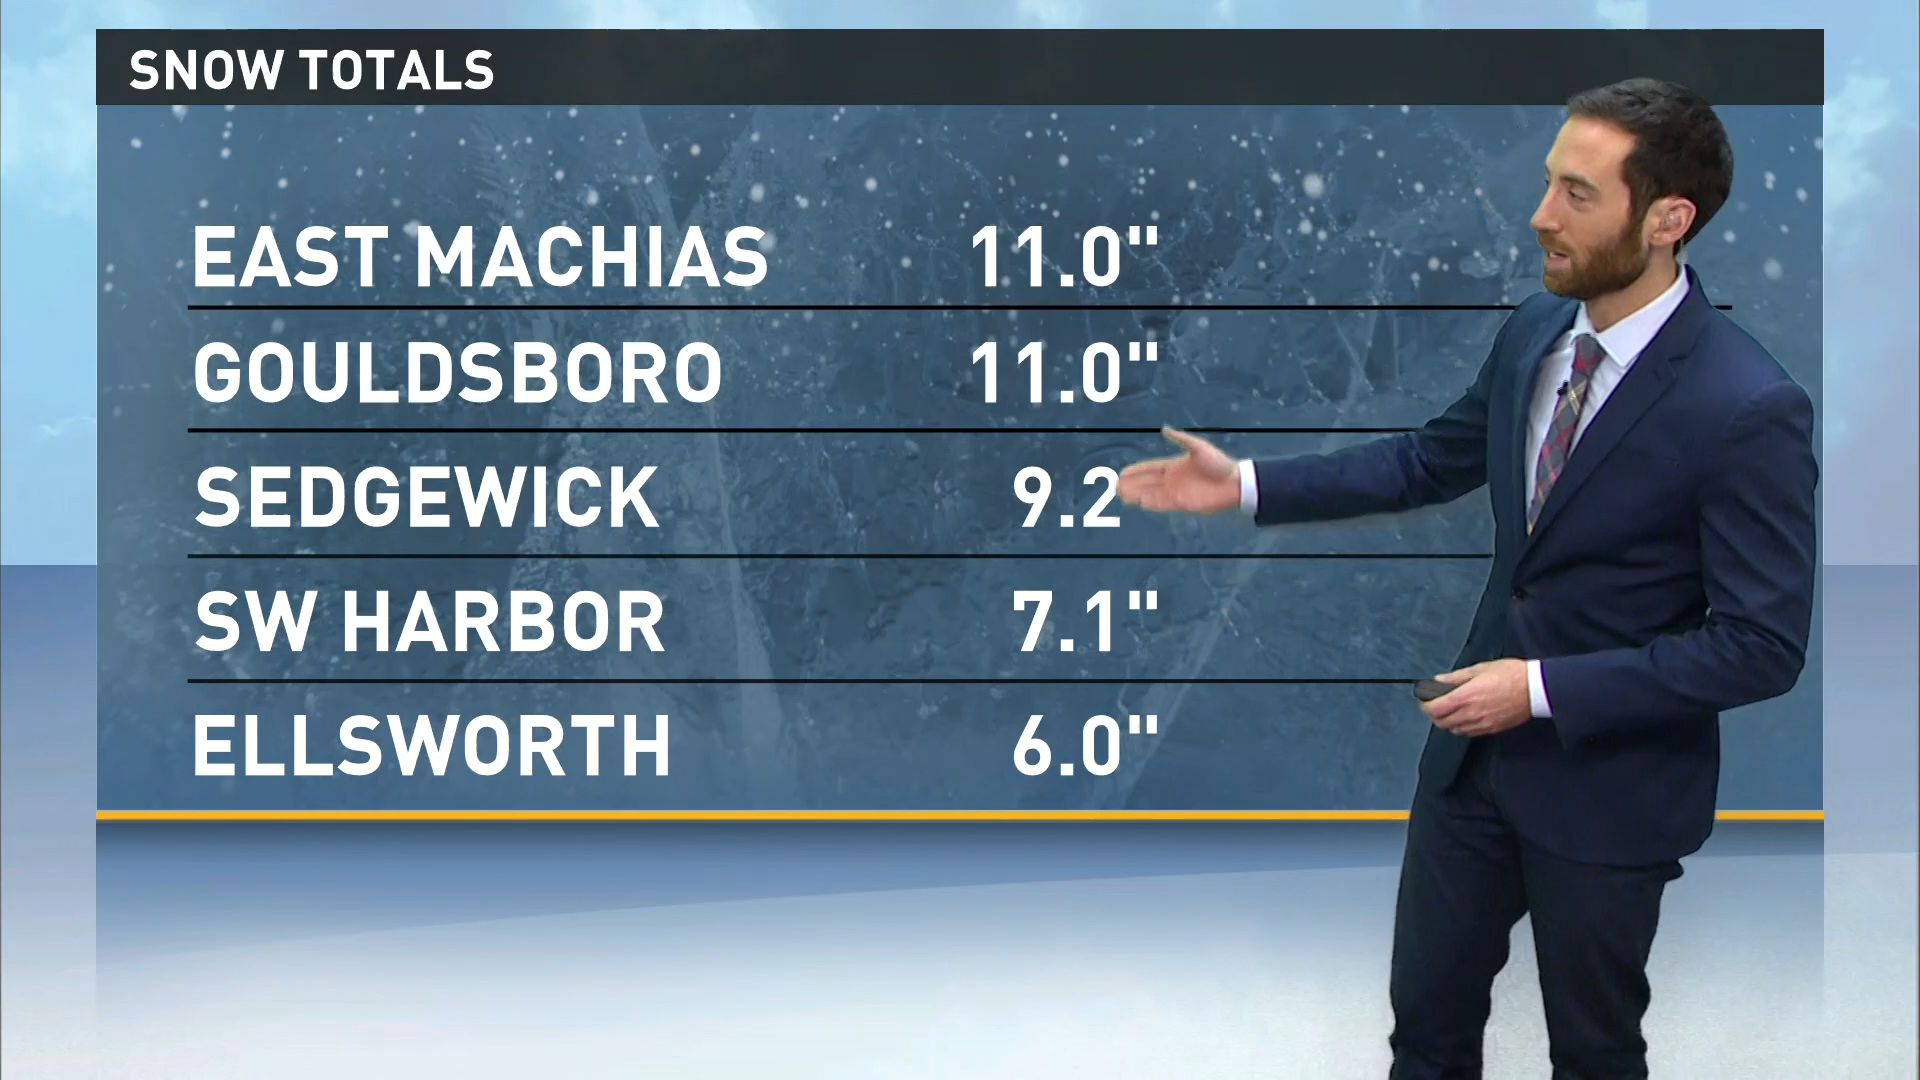 SNOW TOTALS
EAST MACHIAS 11.0"
GOULDSBORO 11.0"
SEDGEWICK 9.2
SW HARBOR 7.1"
ELLSWORTH 6.0"